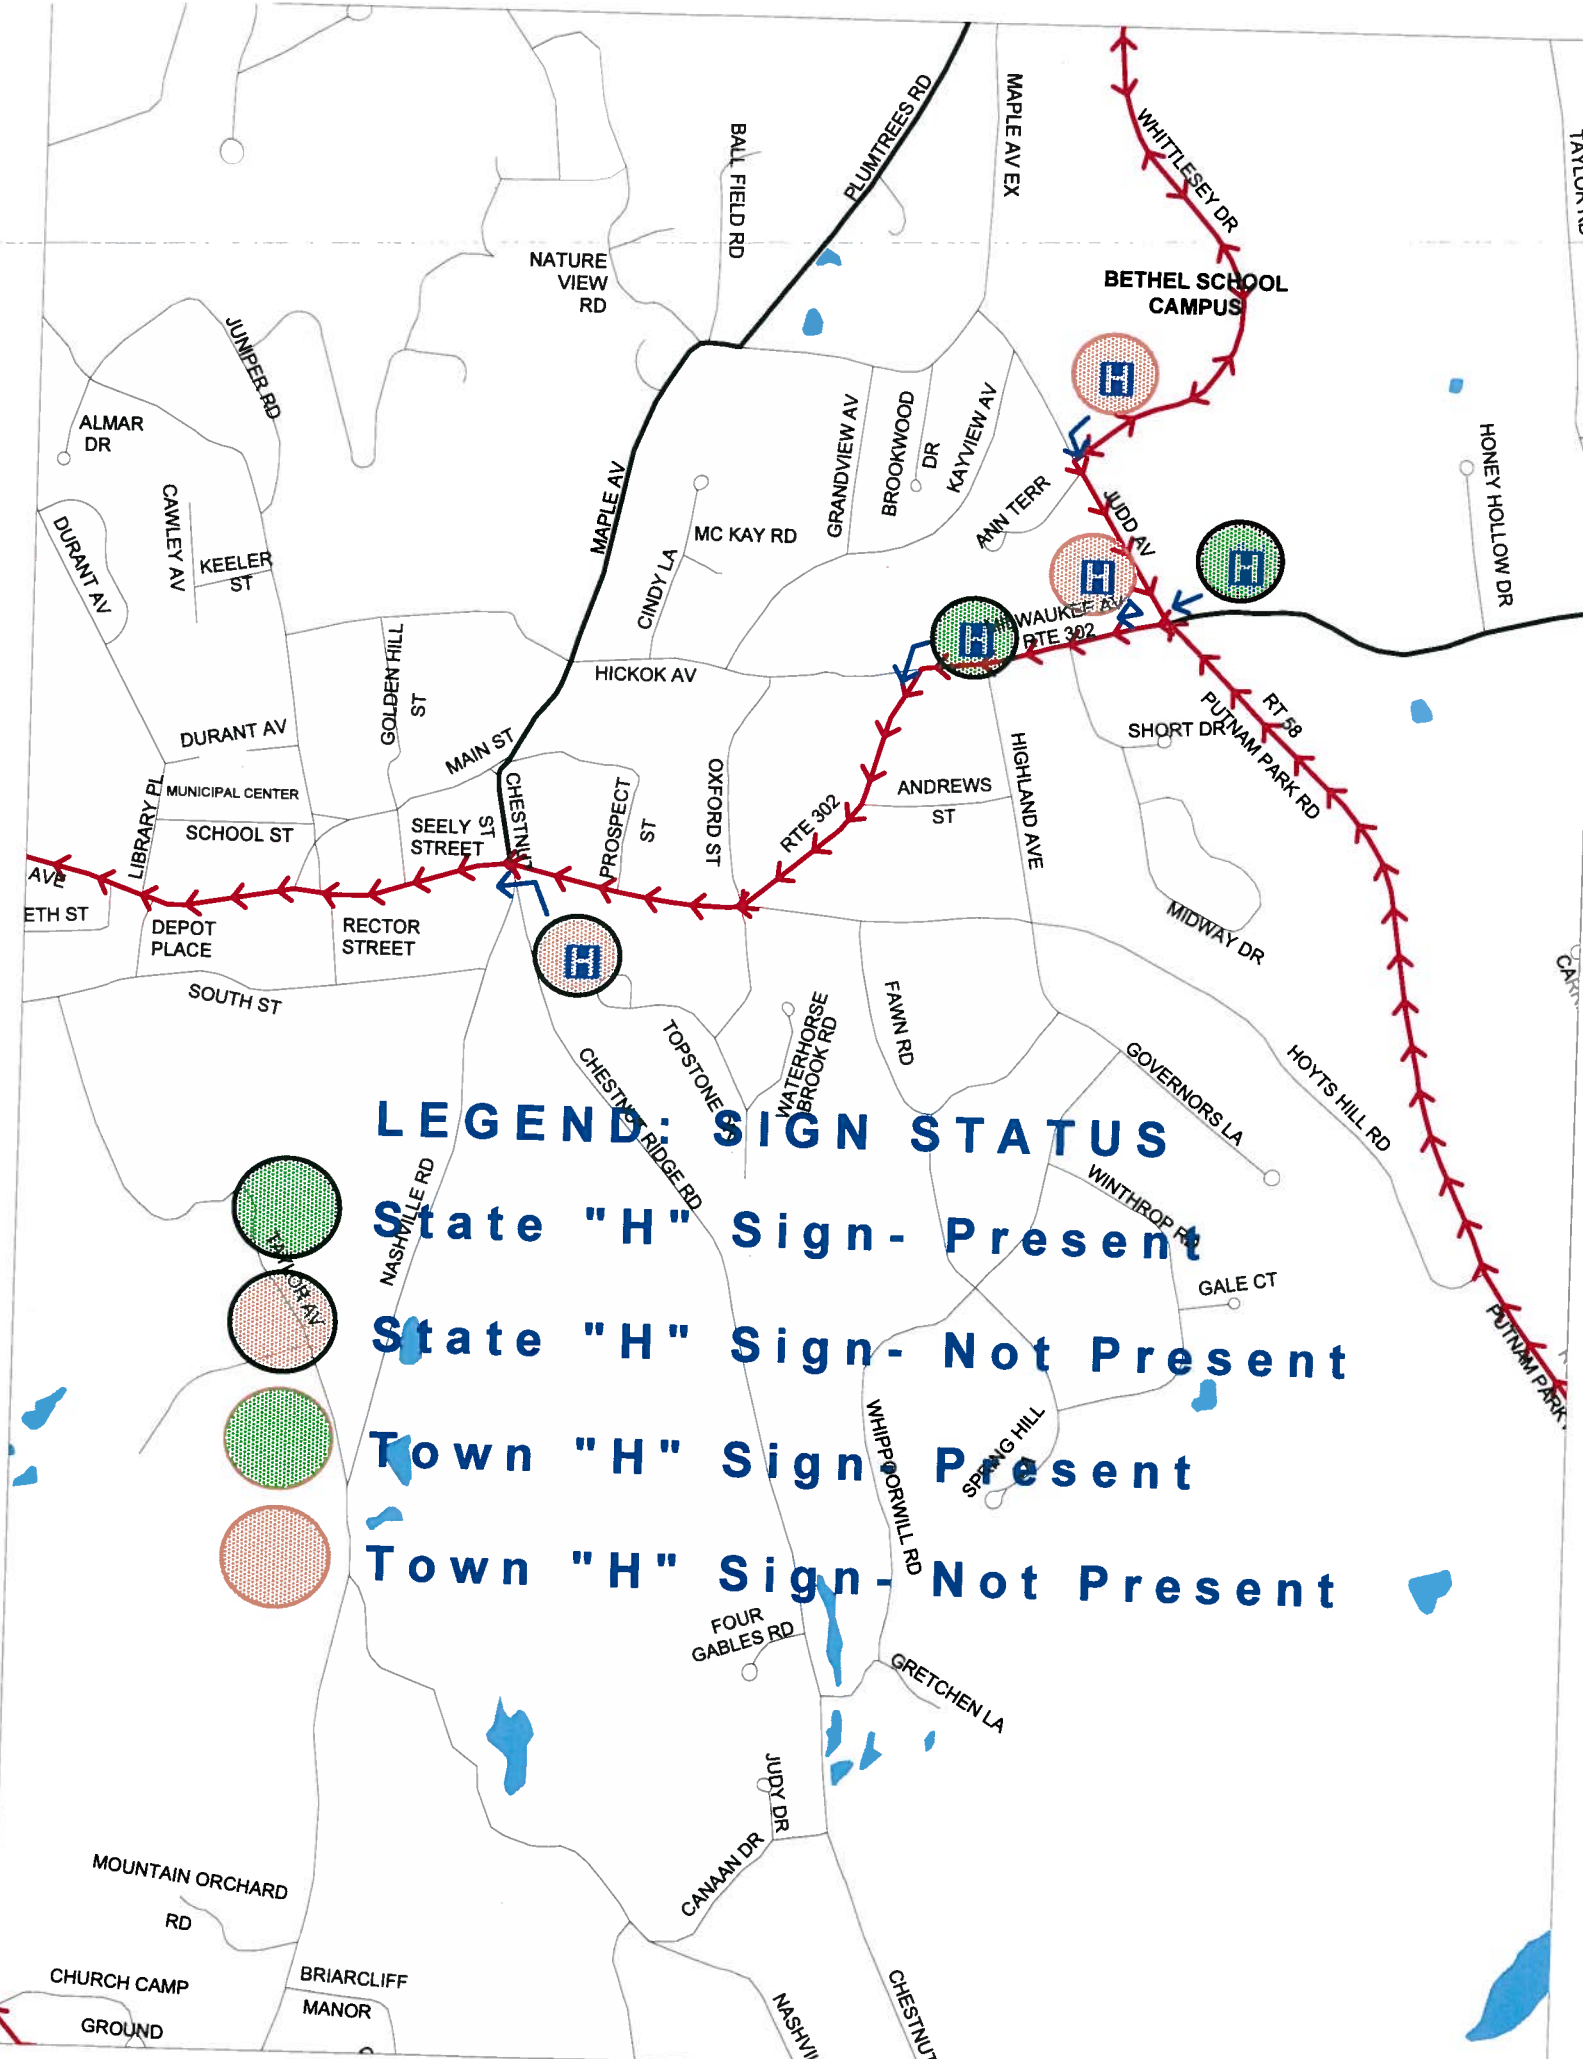 PLUMTREES RD
MAPLE AV EX
WHITTLESEY DR
BALL FIELD RD
NATURE
VIEW
RD
BETHEL SCHOOL
CAMPUS
JUNIPER RD
ALMAR
DR
CAWLEY AV
DURANT AV
KEELER
ST
MAPLE AV
GRANDVIEW AV
BROOKWOOD
DR
KAYVIEW AV
ANN TERR
JUDD AV
HONEY HOLLOW DR
H
H
H
H
MC KAY RD
CINDY LA
RTE 302
HICKOK AV
GOLDEN HILL
ST
DURANT AV
MAIN ST
MUNICIPAL CENTER
LIBRARY PL
SCHOOL ST
SEELY
STREET
ST
CHESTNUT
PROSPECT
ST
OXFORD ST
RTE 302
ANDREWS
ST
HIGHLAND AVE
SHORT DR
RT 58
PUTNAM PARK RD
MIDWAY DR
AVE
ETH ST
DEPOT
PLACE
RECTOR
STREET
SOUTH ST
H
TOPSTONE
WATERHORSE
BROOK RD
FAWN RD
CHESTNUT RIDGE RD
GOVERNORS LA
HOYTS HILL RD
LEGEND: SIGN STATUS
State "H" Sign- Present
State "H" Sign- Not Present
Town "H" Sign- Present
Town "H" Sign- Not Present
NASHVILLE RD
TAYLOR AV
WINTHROP RD
GALE CT
PUTNAM PARK
WHIPPOORWILL RD
SPRING HILL
FOUR
GABLES RD
GRETCHEN LA
JUDY DR
CANAAN DR
MOUNTAIN ORCHARD
RD
CHURCH CAMP
GROUND
BRIARCLIFF
MANOR
NASHVI
CHESTNUT